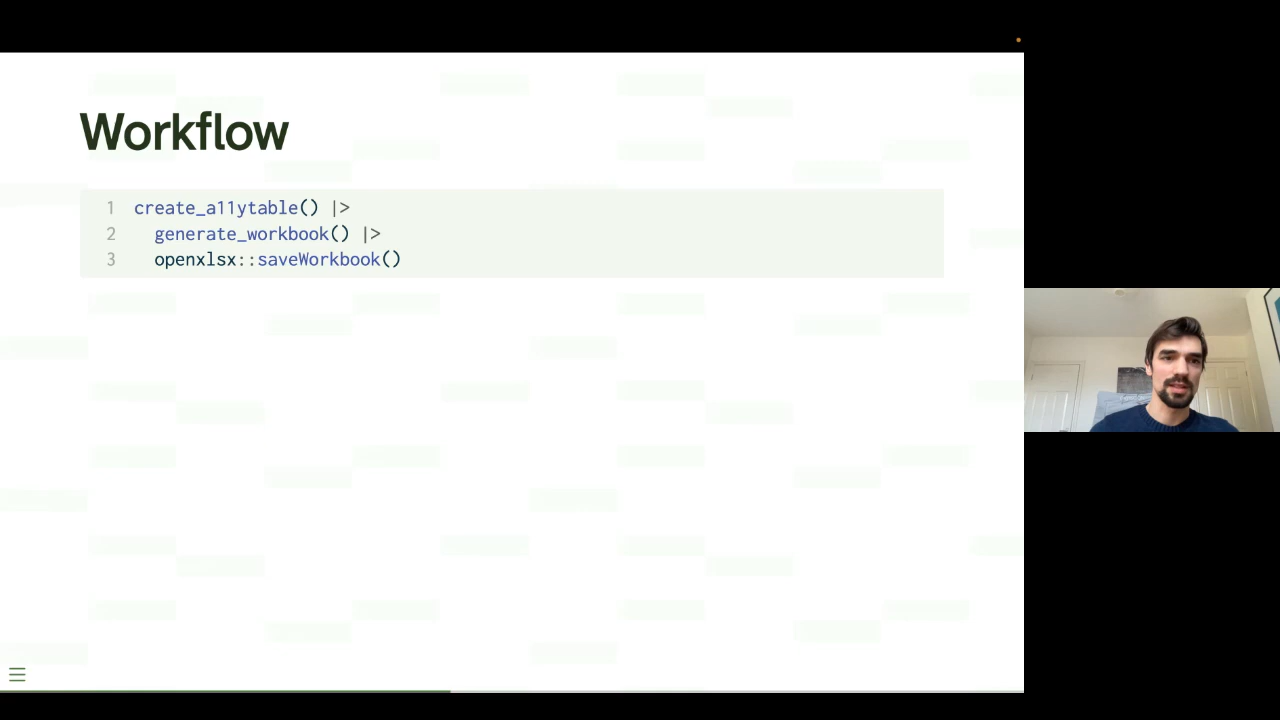 Workflow
1 create_a11ytable() |>
2 generate_workbook() |>
3 openxlsx::saveWorkbook()